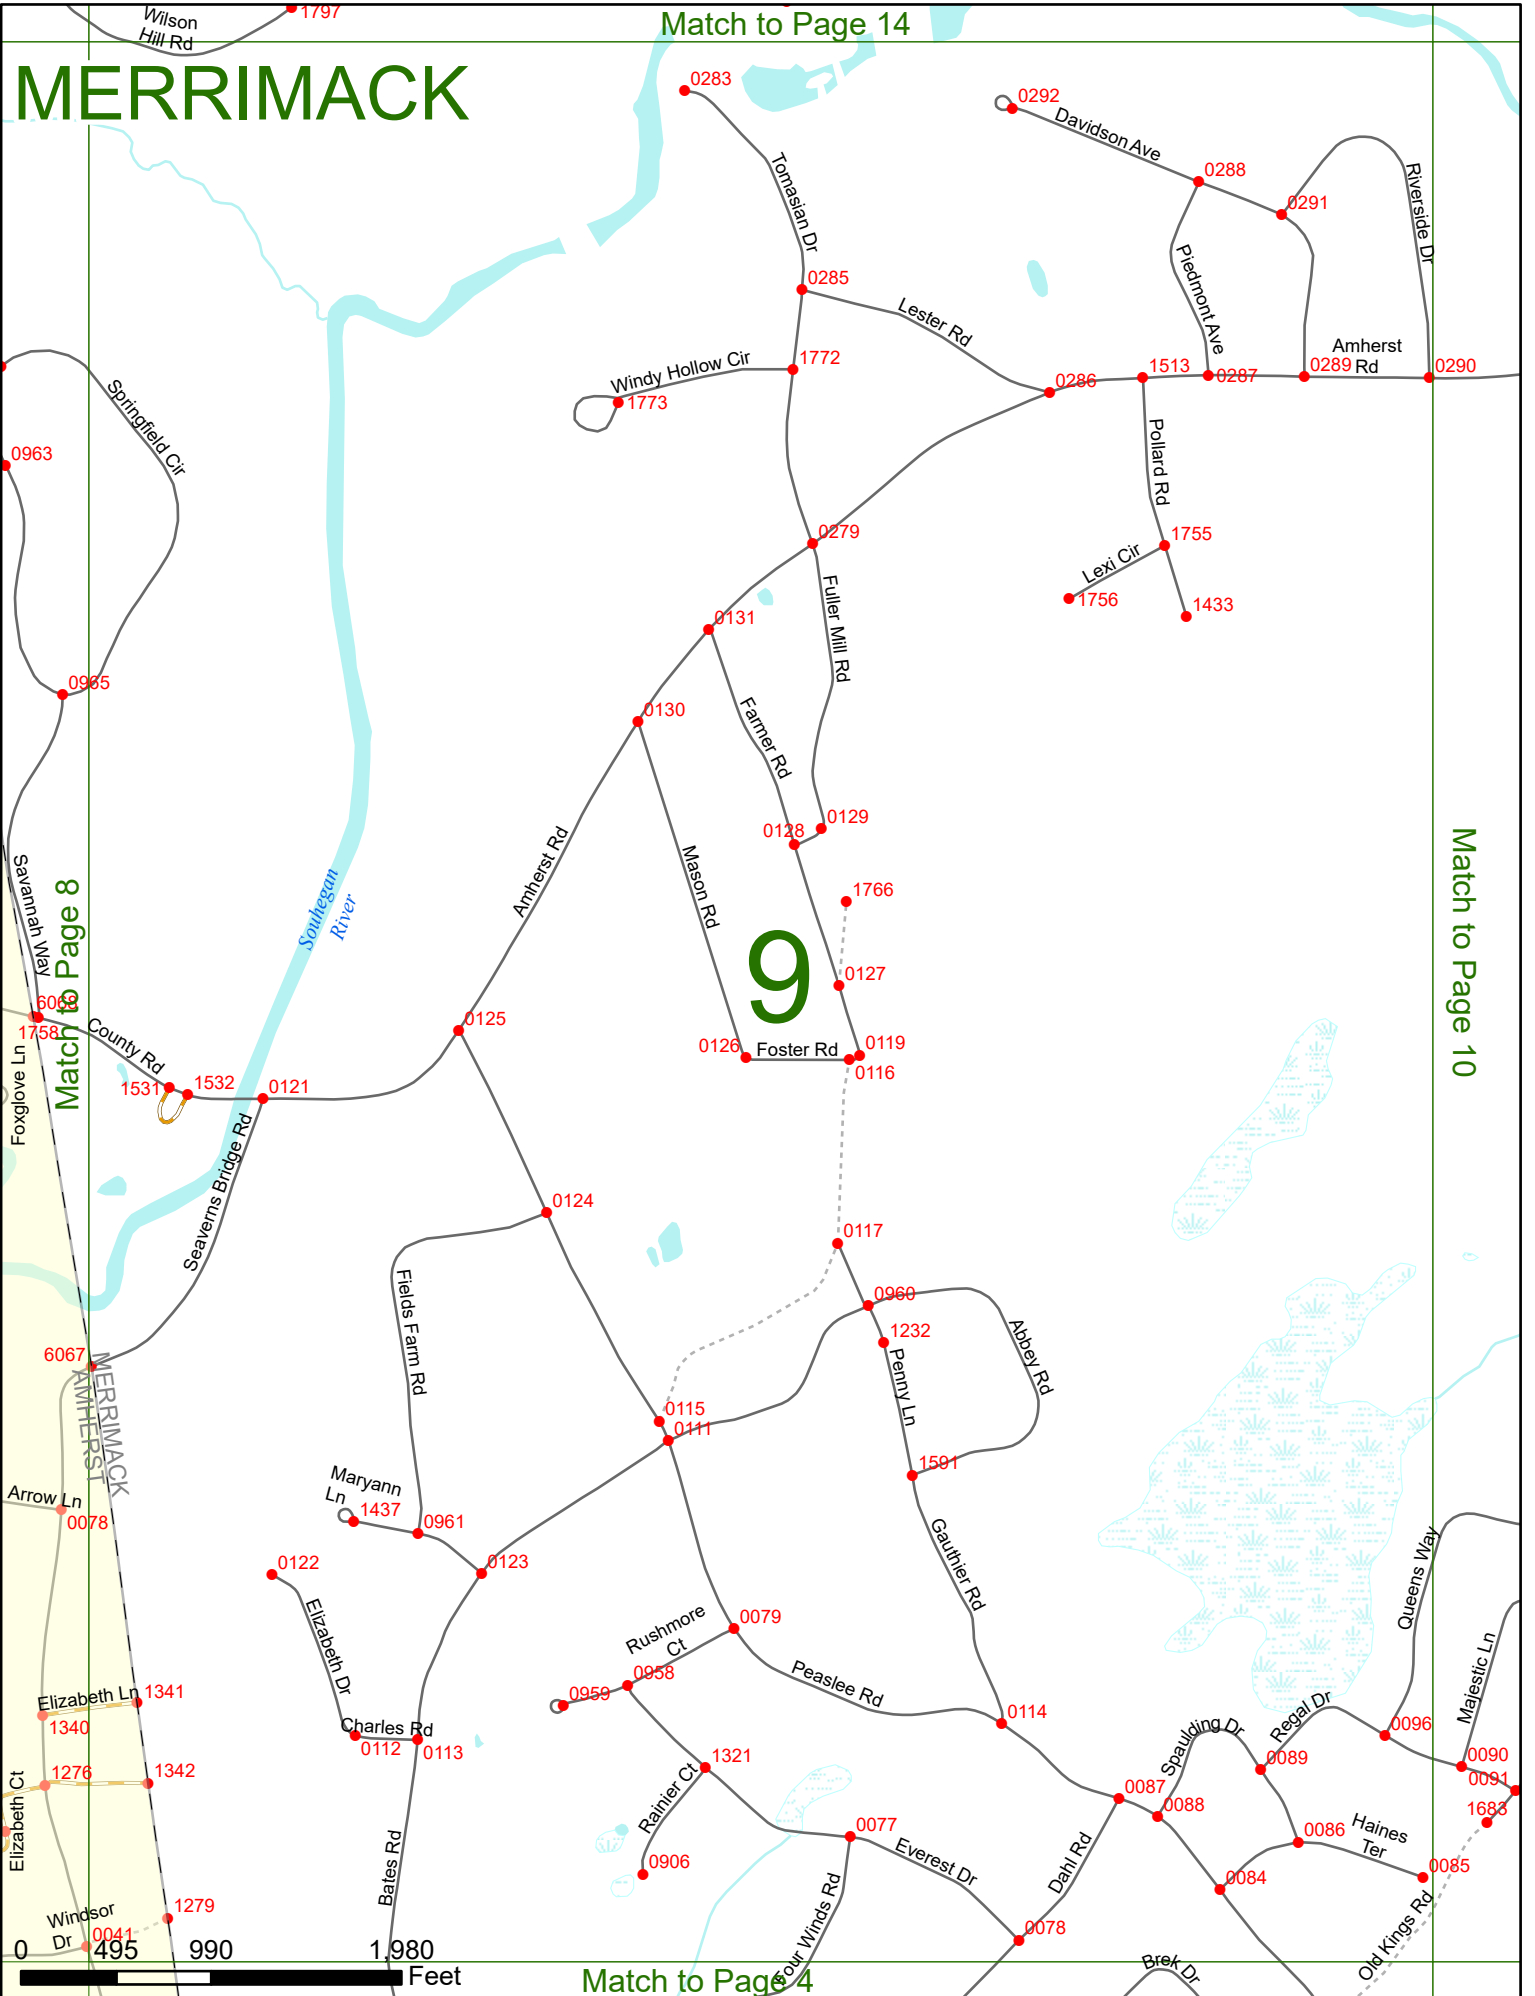 Wilson
Hill Rd
1797
Match to Page 14
MERRIMACK
0283
0292
Davidson Ave
Tomasian Dr
0288
Riverside Dr
0291
Piedmont Ave
0285
Lester Rd
Windy Hollow Cir
1772
1773
0286
1513
0287
0289
Amherst
Rd
0290
Springfield Cir
0963
Pollard Rd
0279
1755
Lexi Cir
1756
1433
Fuller Mill Rd
0131
0965
0130
Farmer Rd
0129
0128
Savannah Way
Match to Page 8
Amherst Rd
Mason Rd
Souhegan
River
1766
9
0127
Match to Page 10
6068
1758
County Rd
0125
0126
Foster Rd
0119
0116
Foxglove Ln
1531
1532
0121
Seaverns Bridge Rd
0124
0117
Fields Farm Rd
0960
1232
Abbey Rd
Penny Ln
6067
MERRIMACK
AMHERST
0115
0111
1591
Maryann
Ln
1437
0961
Arrow Ln
0078
Gauthier Rd
0122
0123
Queens Way
Elizabeth Dr
Rushmore
Ct
0079
Majestic Ln
0958
0959
Peaslee Rd
Elizabeth Ln
1341
1340
Charles Rd
0112
0113
0114
Spaulding Dr
Regal Dr
0096
0089
0090
0091
1276
1342
1321
Rainier Ct
0087
0088
1683
Elizabeth Ct
0077
0086
Haines
Ter
Everest Dr
Dahl Rd
0906
0084
0085
Bates Rd
Four Winds Rd
1279
Windsor
Dr
0041
0078
Old Kings Rd
Brek Dr
0
495
990
1,980
Feet
Match to Page 4